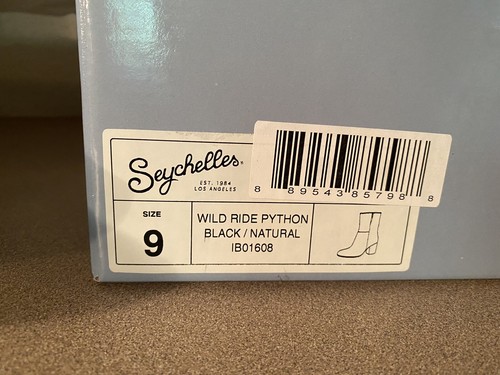 Seychelles
EST. 1984
LOS ANGELES
8 89543 85798 8
SIZE
9
WILD RIDE PYTHON
BLACK / NATURAL
IB01608